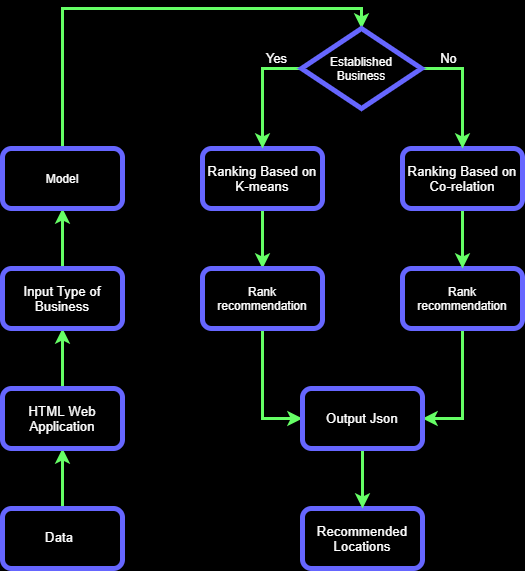 Established
Business
Yes
No
Model
Ranking Based on
K-means
Ranking Based on
Co-relation
Input Type of
Business
Rank
recommendation
Rank
recommendation
HTML Web
Application
Output Json
Data
Recommended
Locations